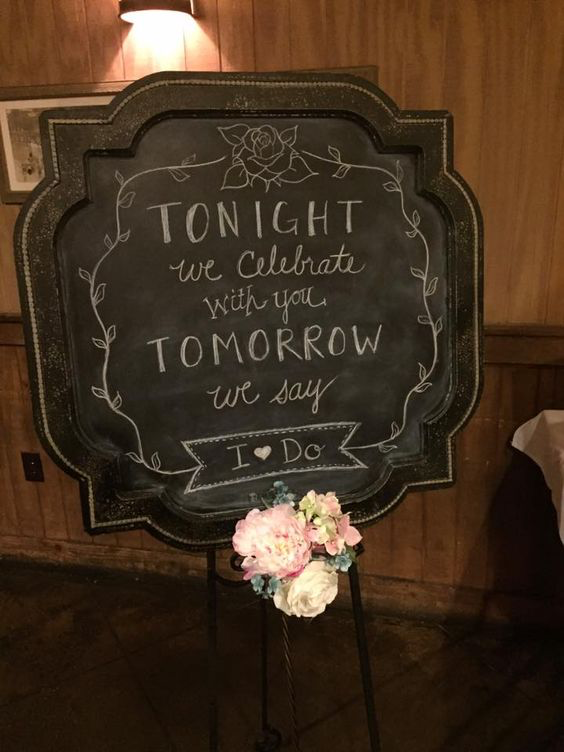 TONIGHT
we Celebrate
with you
TOMORROW
we say
I ♥ Do